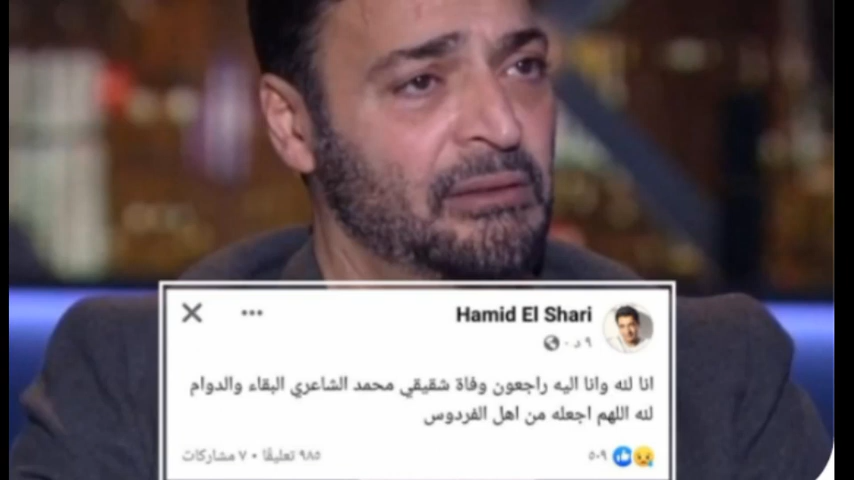 Hamid El Shari
٩ د ·
انا لله وانا اليه راجعون وفاة شقيقي محمد الشاعري البقاء والدوام
لله اللهم اجعله من اهل الفردوس
٥٠٩
٩٨٥ تعليقًا • ٧ مشاركات